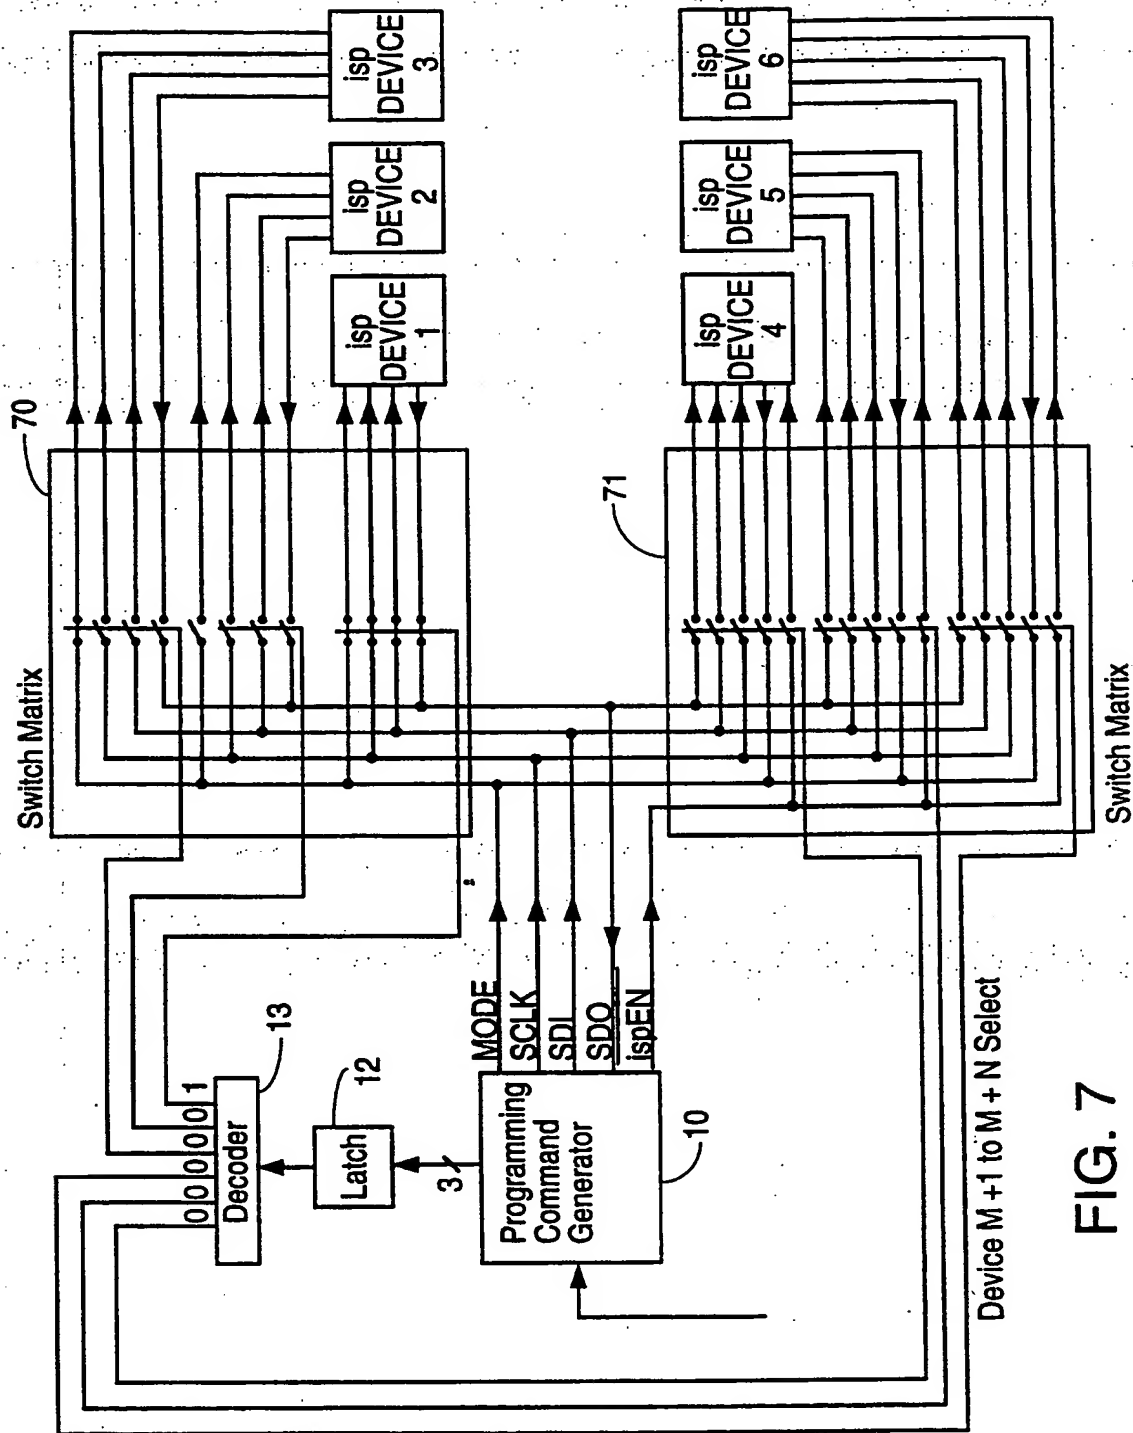 isp
DEVICE
3
isp
DEVICE
6
isp
DEVICE
2
isp
DEVICE
5
isp
DEVICE
1
isp
DEVICE
4
70
71
Switch Matrix
Switch Matrix
13
0 0 0 0 0 1
Decoder
12
Latch
3
MODE
SCLK
SDI
SDO
ispEN
Programming
Command
Generator
10
Device M +1 to M + N Select
FIG. 7